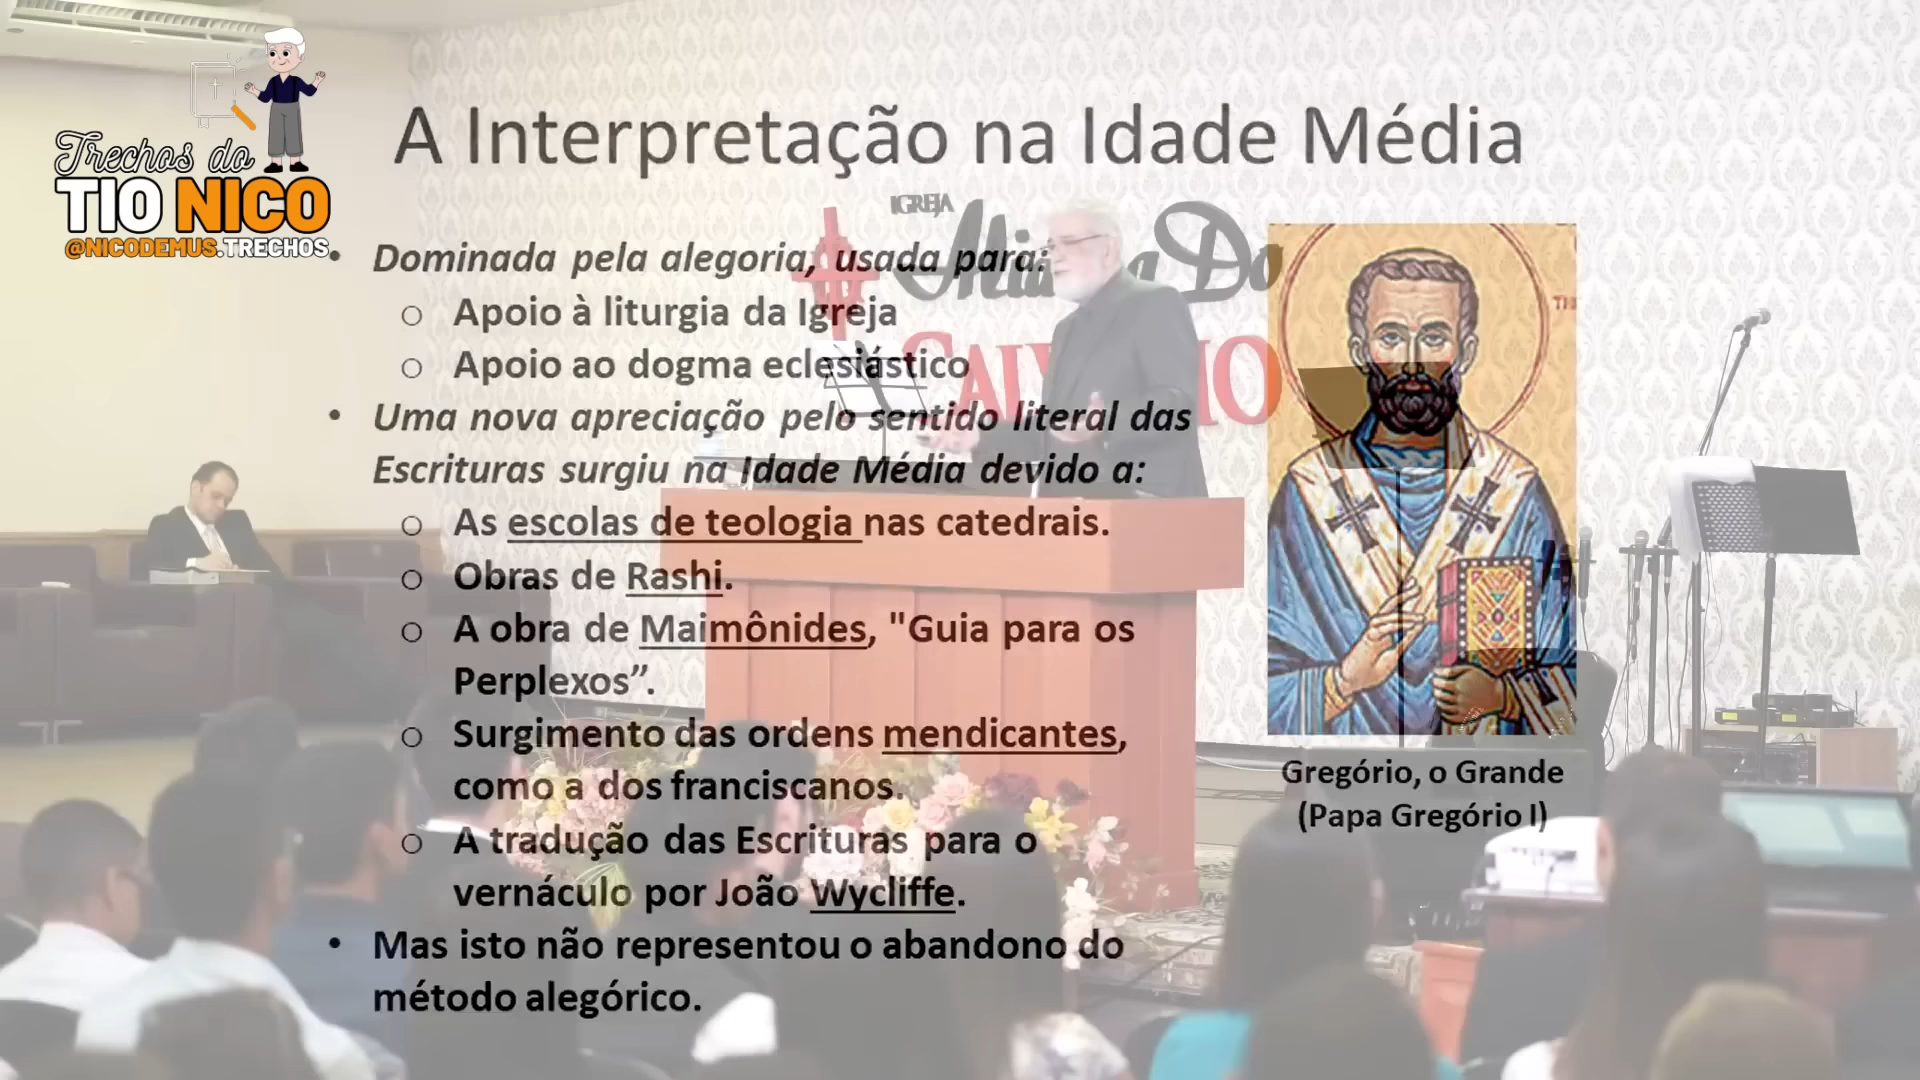 Trechos do
TIO NICO
@NICODEMUS.TRECHOS
A Interpretação na Idade Média
IGREJA
• Dominada pela alegoria, usada para:
o Apoio à liturgia da Igreja
o Apoio ao dogma eclesiástico
• Uma nova apreciação pelo sentido literal das
Escrituras surgiu na Idade Média devido a:
o As escolas de teologia nas catedrais.
o Obras de Rashi.
o A obra de Maimônides, "Guia para os
Perplexos”.
o Surgimento das ordens mendicantes,
como a dos franciscanos.
o A tradução das Escrituras para o
vernáculo por João Wycliffe.
• Mas isto não representou o abandono do
método alegórico.
Gregório, o Grande
(Papa Gregório I)